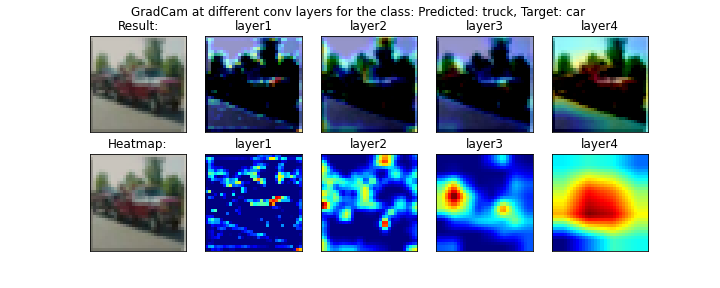 GradCam at different conv layers for the class: Predicted: truck, Target: car
Result: layer1 layer2 layer3 layer4
Heatmap: layer1 layer2 layer3 layer4